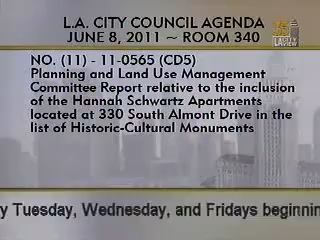 L.A. CITY COUNCIL AGENDA
JUNE 8, 2011 ~ ROOM 340
NO. (11) - 11-0565 (CD5)
Planning and Land Use Management
Committee Report relative to the inclusion
of the Hannah Schwartz Apartments
located at 330 South Almont Drive in the
list of Historic-Cultural Monuments
y Tuesday, Wednesday, and Fridays beginnin